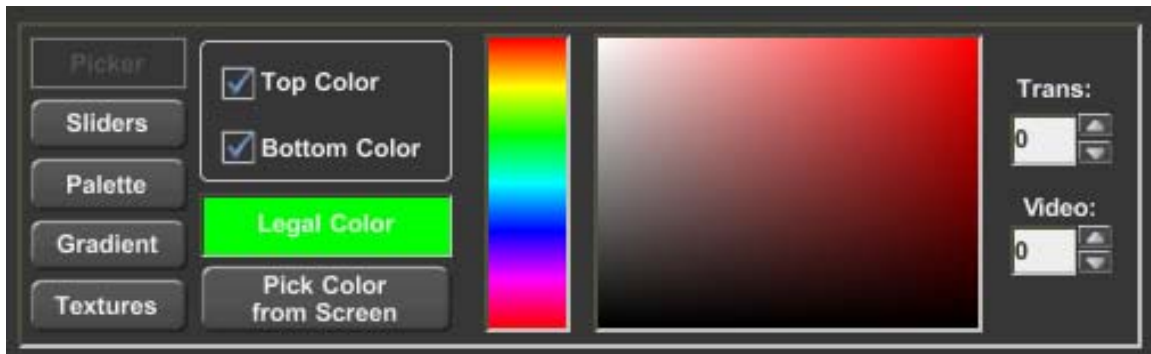 Picker
Sliders
Palette
Gradient
Textures
Top Color
Bottom Color
Legal Color
Pick Color
from Screen
Trans:
0
Video:
0